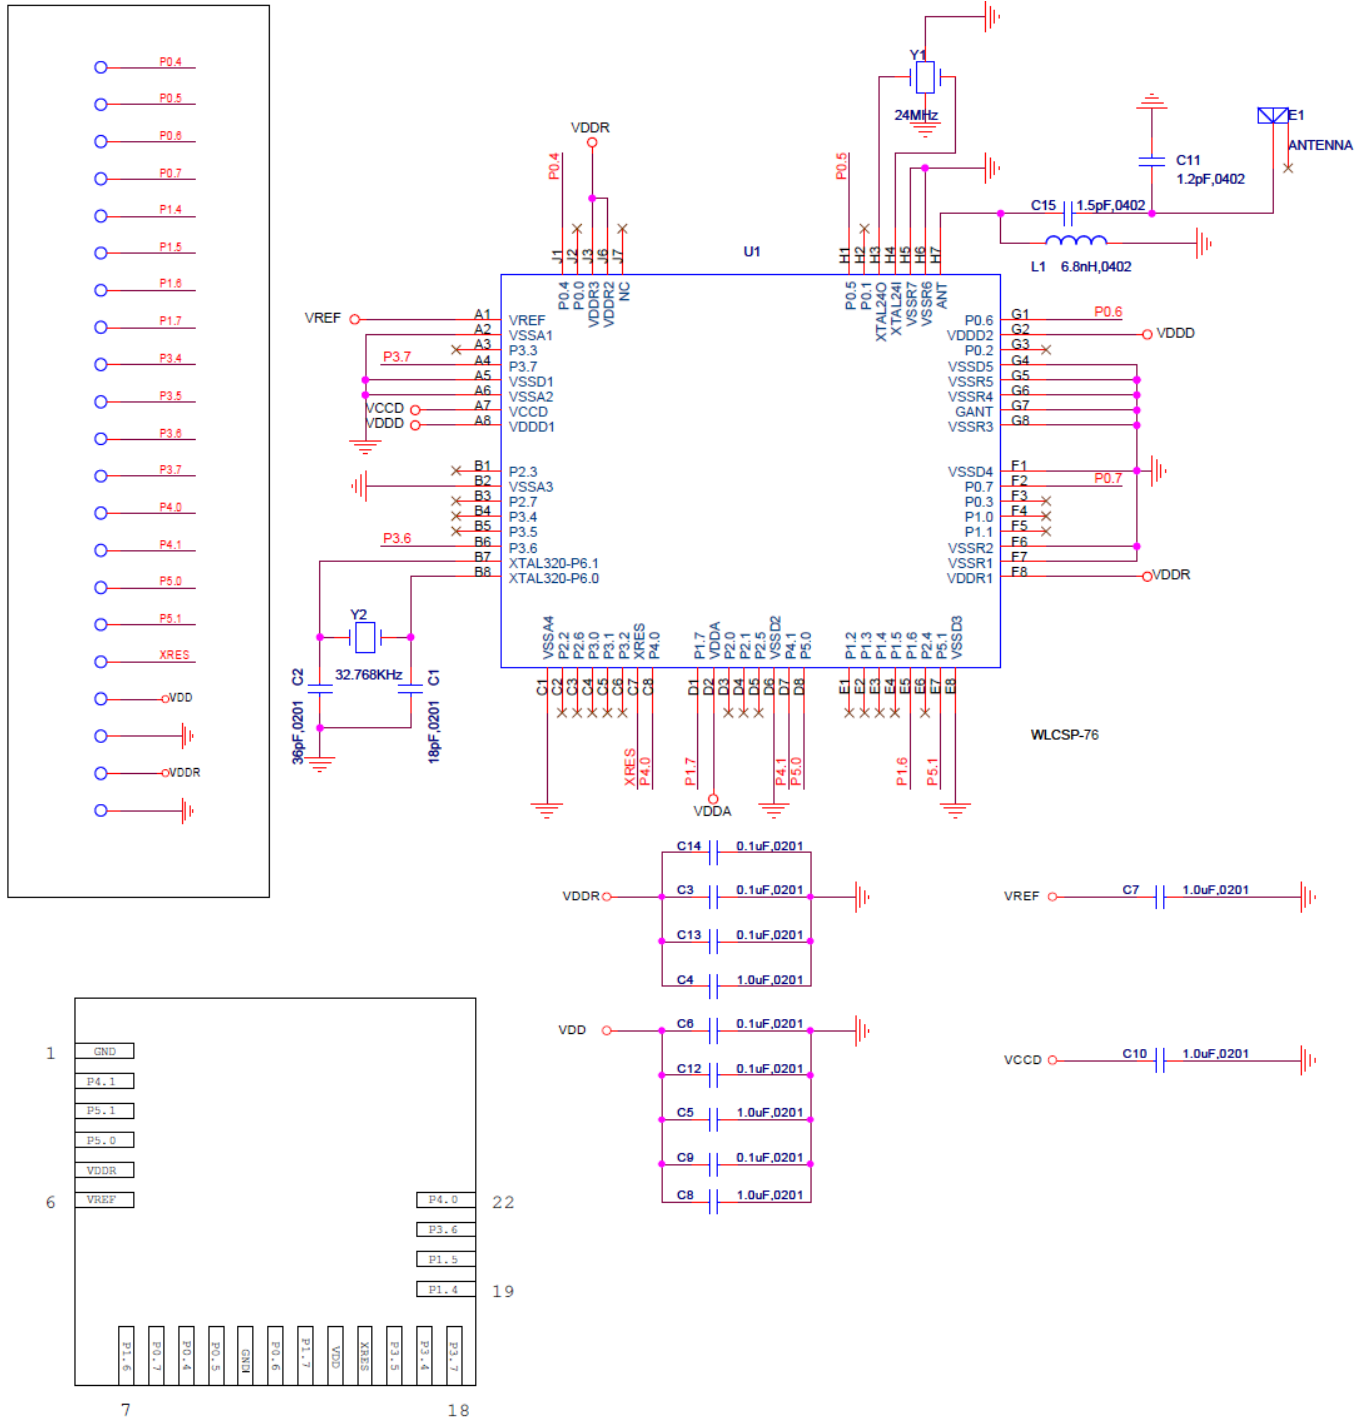 P0.4
P0.5
P0.6
P0.7
P1.4
P1.5
P1.6
P1.7
P3.4
P3.5
P3.6
P3.7
P4.0
P4.1
P5.0
P5.1
XRES
VDD
VDDR
VDDR
P0.4
J1
J2
J3
J6
J7
P0.4
P0.0
VDDR3
VDDR2
NC
U1
Y1
24MHz
P0.5
H1
H2
H3
H4
H5
H6
H7
P0.5
P0.1
XTAL24O
XTAL24I
VSSR7
VSSR6
ANT
C11
1.2pF,0402
E1
ANTENNA
C15 1.5pF,0402
L1 6.8nH,0402
VREF A1 VREF
A2 VSSA1
A3 P3.3
P3.7 A4 P3.7
A5 VSSD1
A6 VSSA2
VCCD A7 VCCD
VDDD A8 VDDD1
B1 P2.3
B2 VSSA3
B3 P2.7
B4 P3.4
B5 P3.5
P3.6 B6 P3.6
B7 XTAL320-P6.1
B8 XTAL320-P6.0
P0.6 G1 P0.6
VDDD2 G2 VDDD
P0.2 G3
VSSD5 G4
VSSR5 G5
VSSR4 G6
GANT G7
VSSR3 G8
VSSD4 F1
P0.7 F2 P0.7
P0.3 F3
P1.0 F4
P1.1 F5
VSSR2 F6
VSSR1 F7
VDDR1 F8 VDDR
Y2
32.768KHz
C2
36pF,0201
C1
18pF,0201
VSSA4
P2.2
P2.6
P3.0
P3.1
P3.2
XRES
P4.0
C1
C2
C3
C4
C5
C6
C7
C8
XRES
P4.0
P1.7
VDDA
P2.0
P2.1
P2.5
VSSD2
P4.1
P5.0
D1
D2
D3
D4
D5
D6
D7
D8
P1.7
VDDA
P4.1
P5.0
P1.2
P1.3
P1.4
P1.5
P1.6
P2.4
P5.1
VSSD3
E1
E2
E3
E4
E5
E6
E7
E8
P1.6
P5.1
WLCSP-76
C14 0.1uF,0201
VDDR C3 0.1uF,0201
C13 0.1uF,0201
C4 1.0uF,0201
VDD C6 0.1uF,0201
C12 0.1uF,0201
C5 1.0uF,0201
C9 0.1uF,0201
C8 1.0uF,0201
VREF C7 1.0uF,0201
VCCD C10 1.0uF,0201
1 GND
P4.1
P5.1
P5.0
VDDR
6 VREF
P4.0 22
P3.6
P1.5
P1.4 19
P1.6
P0.7
P0.4
P0.5
GND
P0.6
P1.7
VDD
XRES
P3.5
P3.4
P3.7
7 18